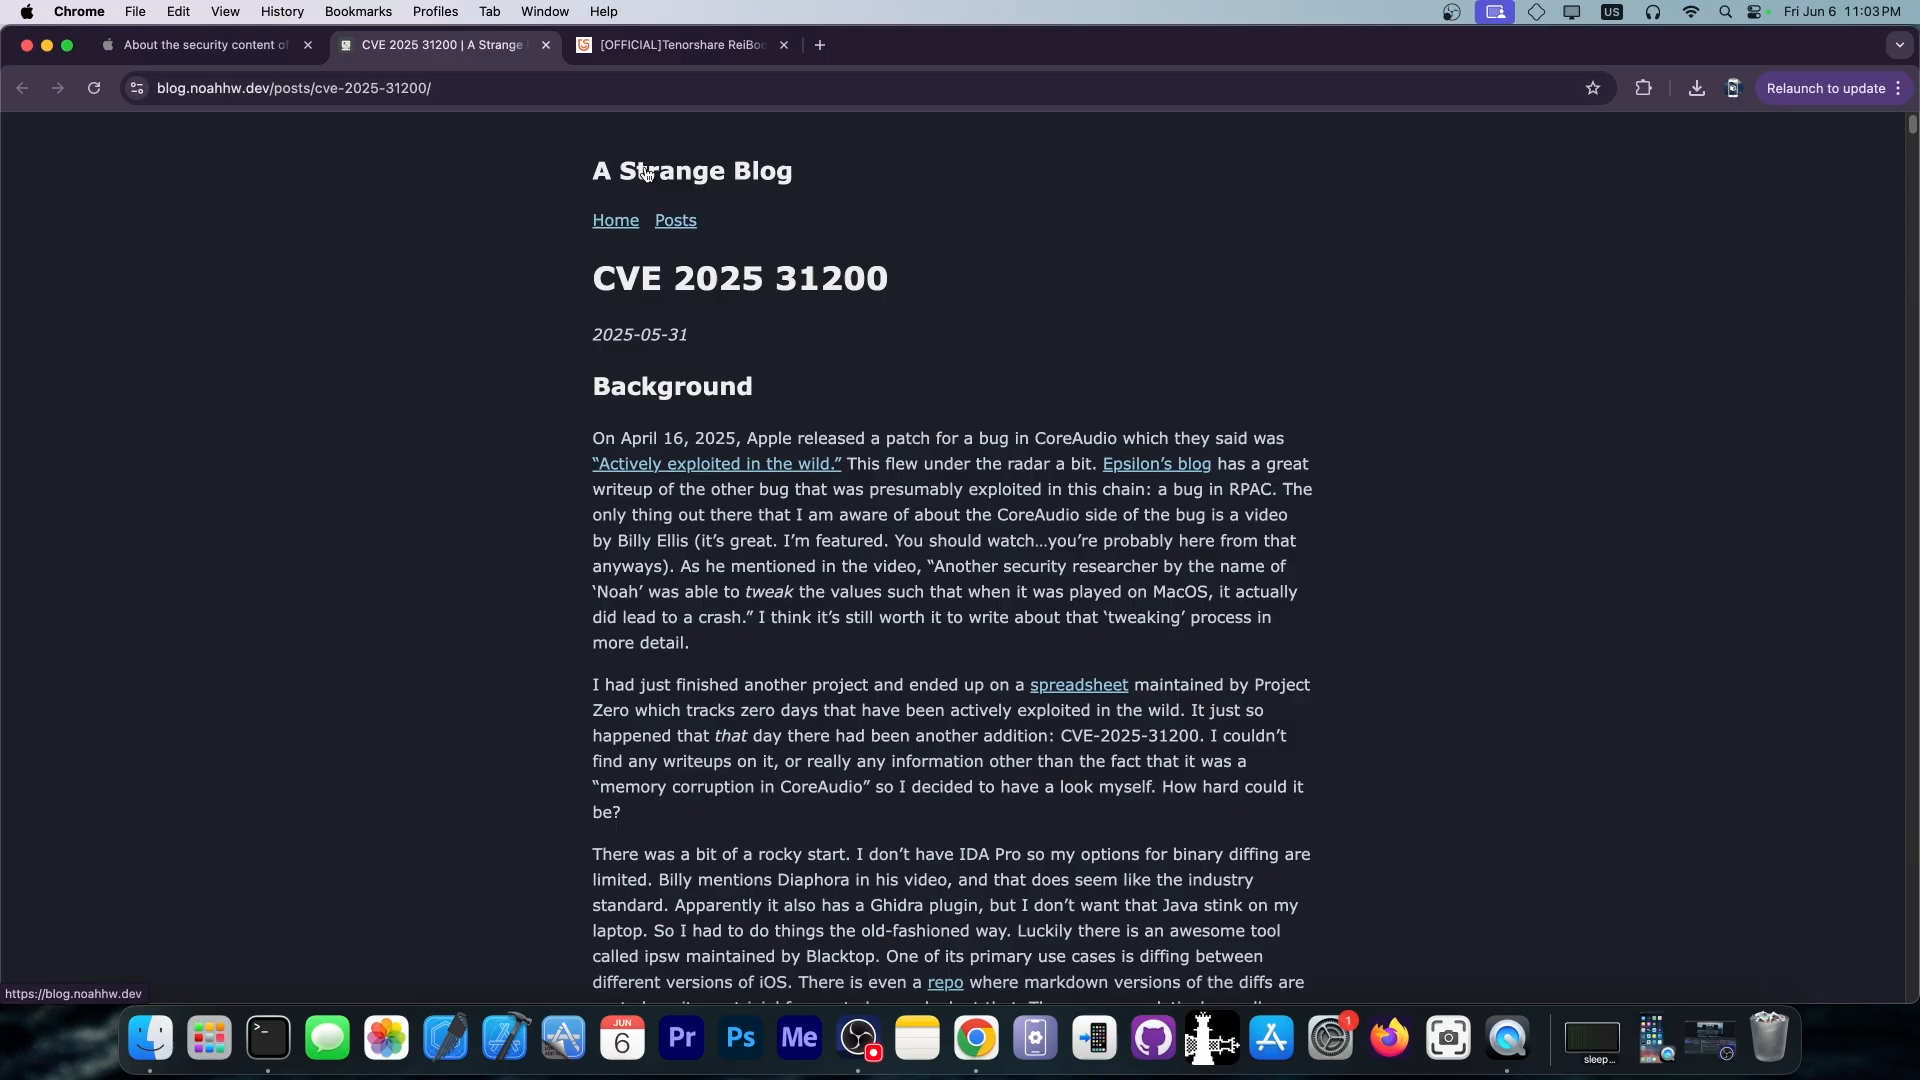 Chrome File Edit View History Bookmarks Profiles Tab Window Help US Fri Jun 6 11:03 PM
About the security content of CVE 2025 31200 | A Strange [OFFICIAL]Tenorshare ReiBoo
blog.noahhw.dev/posts/cve-2025-31200/ Relaunch to update
A Strange Blog
Home Posts
CVE 2025 31200
2025-05-31
Background
On April 16, 2025, Apple released a patch for a bug in CoreAudio which they said was
“Actively exploited in the wild.” This flew under the radar a bit. Epsilon’s blog has a great
writeup of the other bug that was presumably exploited in this chain: a bug in RPAC. The
only thing out there that I am aware of about the CoreAudio side of the bug is a video
by Billy Ellis (it’s great. I’m featured. You should watch…you’re probably here from that
anyways). As he mentioned in the video, “Another security researcher by the name of
‘Noah’ was able to tweak the values such that when it was played on MacOS, it actually
did lead to a crash.” I think it’s still worth it to write about that ‘tweaking’ process in
more detail.
I had just finished another project and ended up on a spreadsheet maintained by Project
Zero which tracks zero days that have been actively exploited in the wild. It just so
happened that that day there had been another addition: CVE-2025-31200. I couldn’t
find any writeups on it, or really any information other than the fact that it was a
“memory corruption in CoreAudio” so I decided to have a look myself. How hard could it
be?
There was a bit of a rocky start. I don’t have IDA Pro so my options for binary diffing are
limited. Billy mentions Diaphora in his video, and that does seem like the industry
standard. Apparently it also has a Ghidra plugin, but I don’t want that Java stink on my
laptop. So I had to do things the old-fashioned way. Luckily there is an awesome tool
called ipsw maintained by Blacktop. One of its primary use cases is diffing between
different versions of iOS. There is even a repo where markdown versions of the diffs are
https://blog.noahhw.dev
JUN
6
Pr Ps Me
1
sleep...